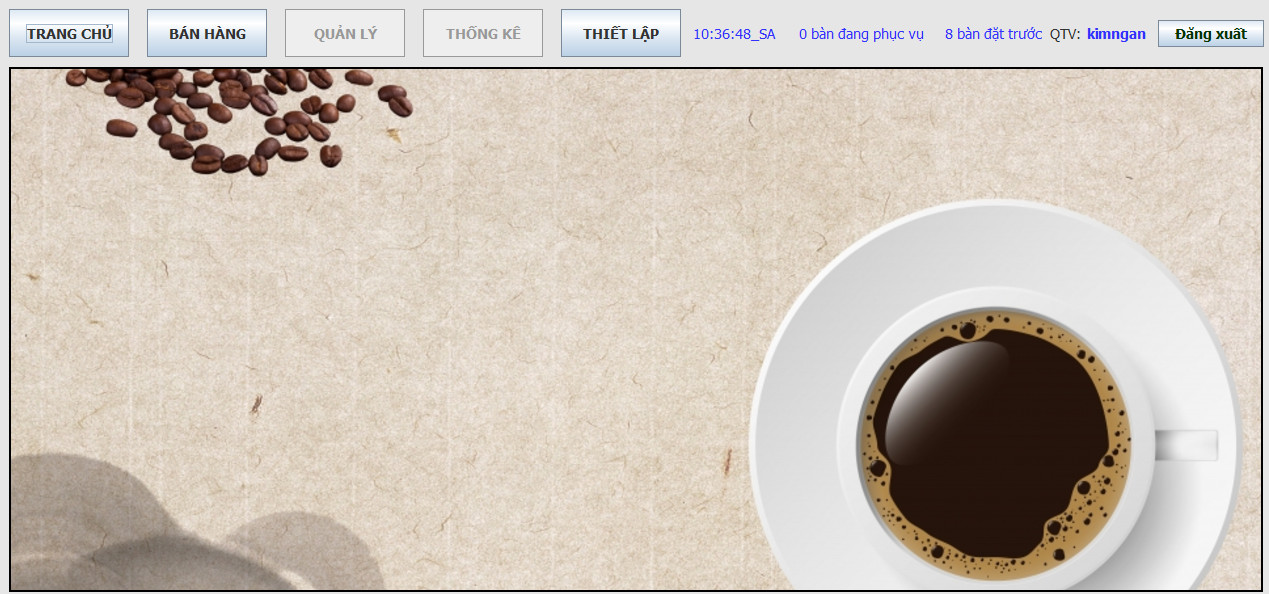 TRANG CHỦ BÁN HÀNG QUẢN LÝ THỐNG KÊ THIẾT LẬP 10:36:48_SA 0 bàn đang phục vụ 8 bàn đặt trước QTV: kimngan Đăng xuất